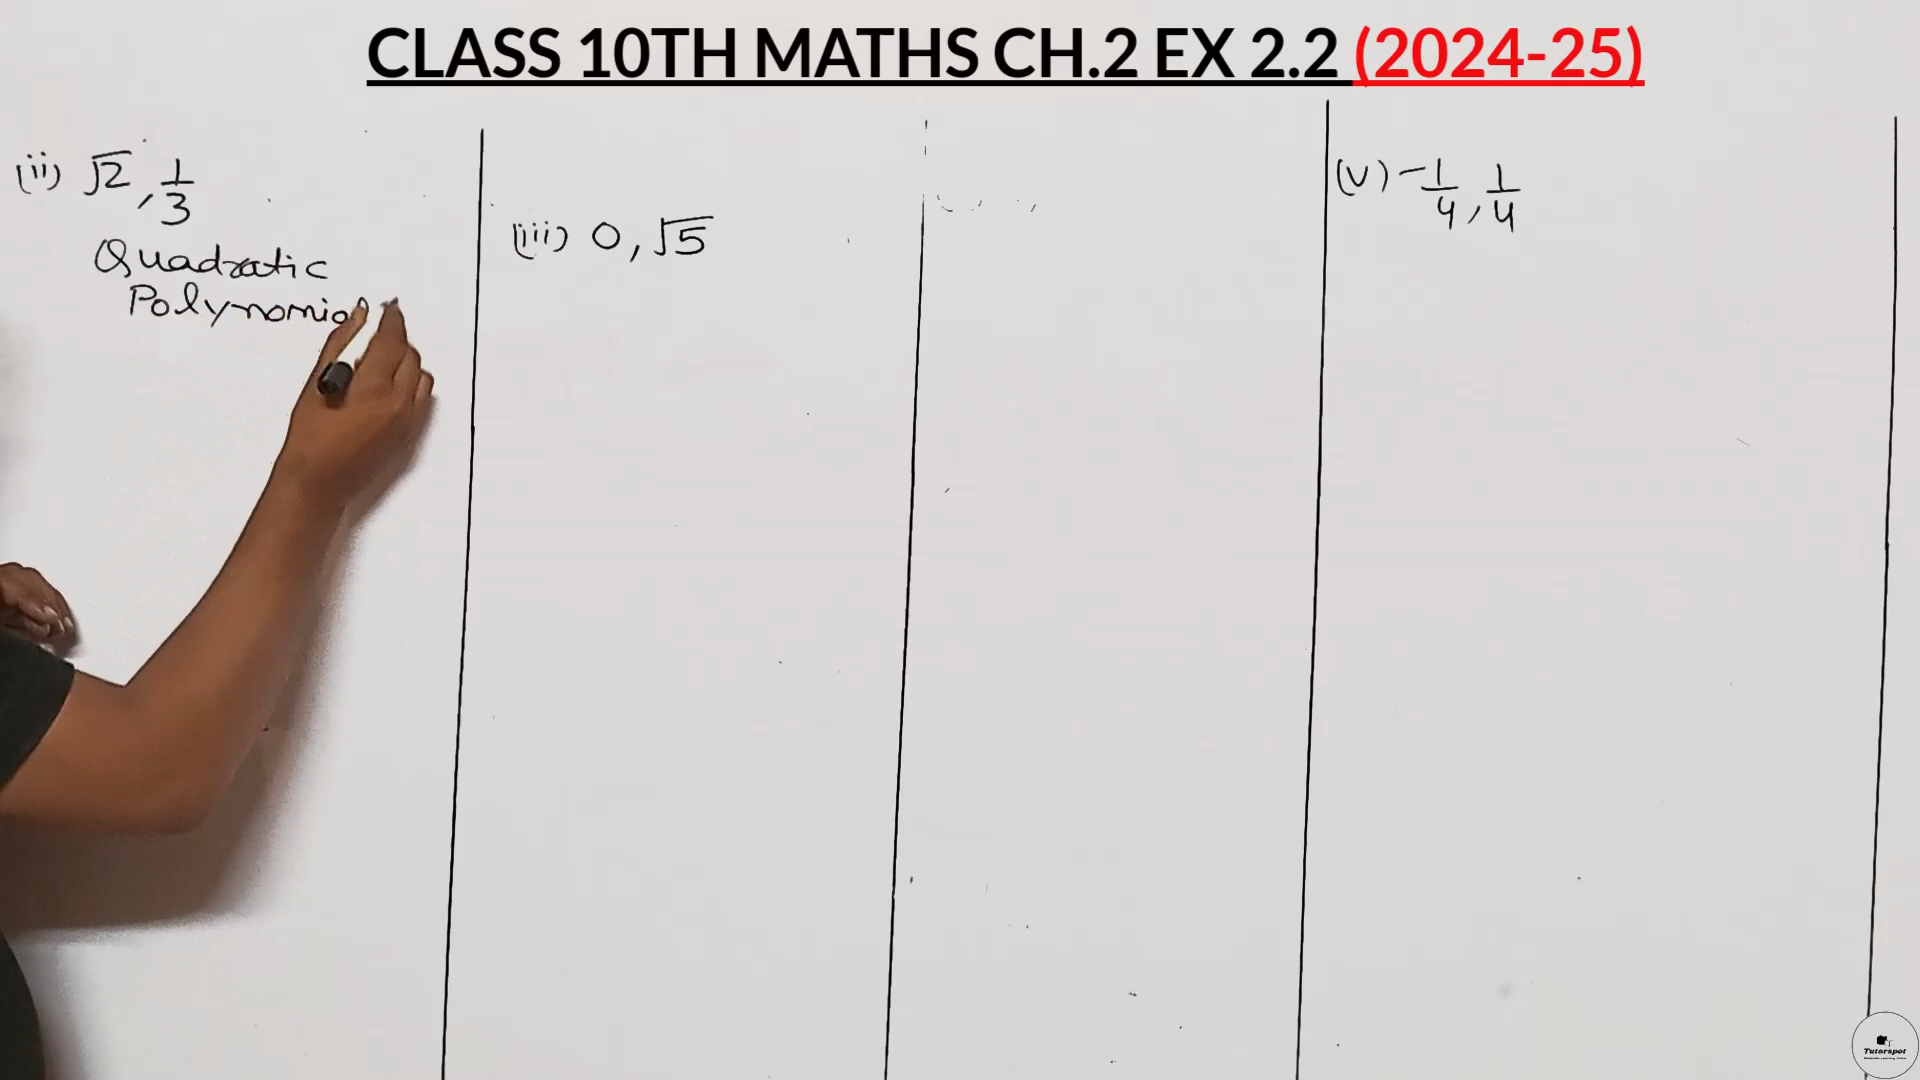 CLASS 10TH MATHS CH.2 EX 2.2 (2024-25)
(ii) √2, 1/3
Quadratic
Polynomial
(iii) 0, √5
(v) -1/4, 1/4
Tutorspot